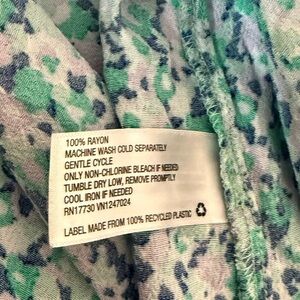 100% RAYON
MACHINE WASH COLD SEPARATELY
GENTLE CYCLE
ONLY NON-CHLORINE BLEACH IF NEEDED
TUMBLE DRY LOW, REMOVE PROMPTLY
COOL IRON IF NEEDED
RN17730 VN1247024
LABEL MADE FROM 100% RECYCLED PLASTIC